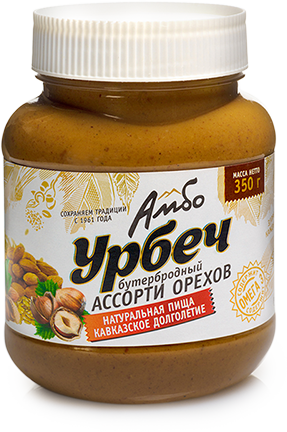 МАССА НЕТТО
350 г
СОХРАНЯЕМ ТРАДИЦИИ
С 1961 ГОДА
Амбо
Урбеч
бутербродный
АССОРТИ ОРЕХОВ
НАТУРАЛЬНАЯ ПИЩА
КАВКАЗСКОЕ ДОЛГОЛЕТИЕ
ОМЕГА